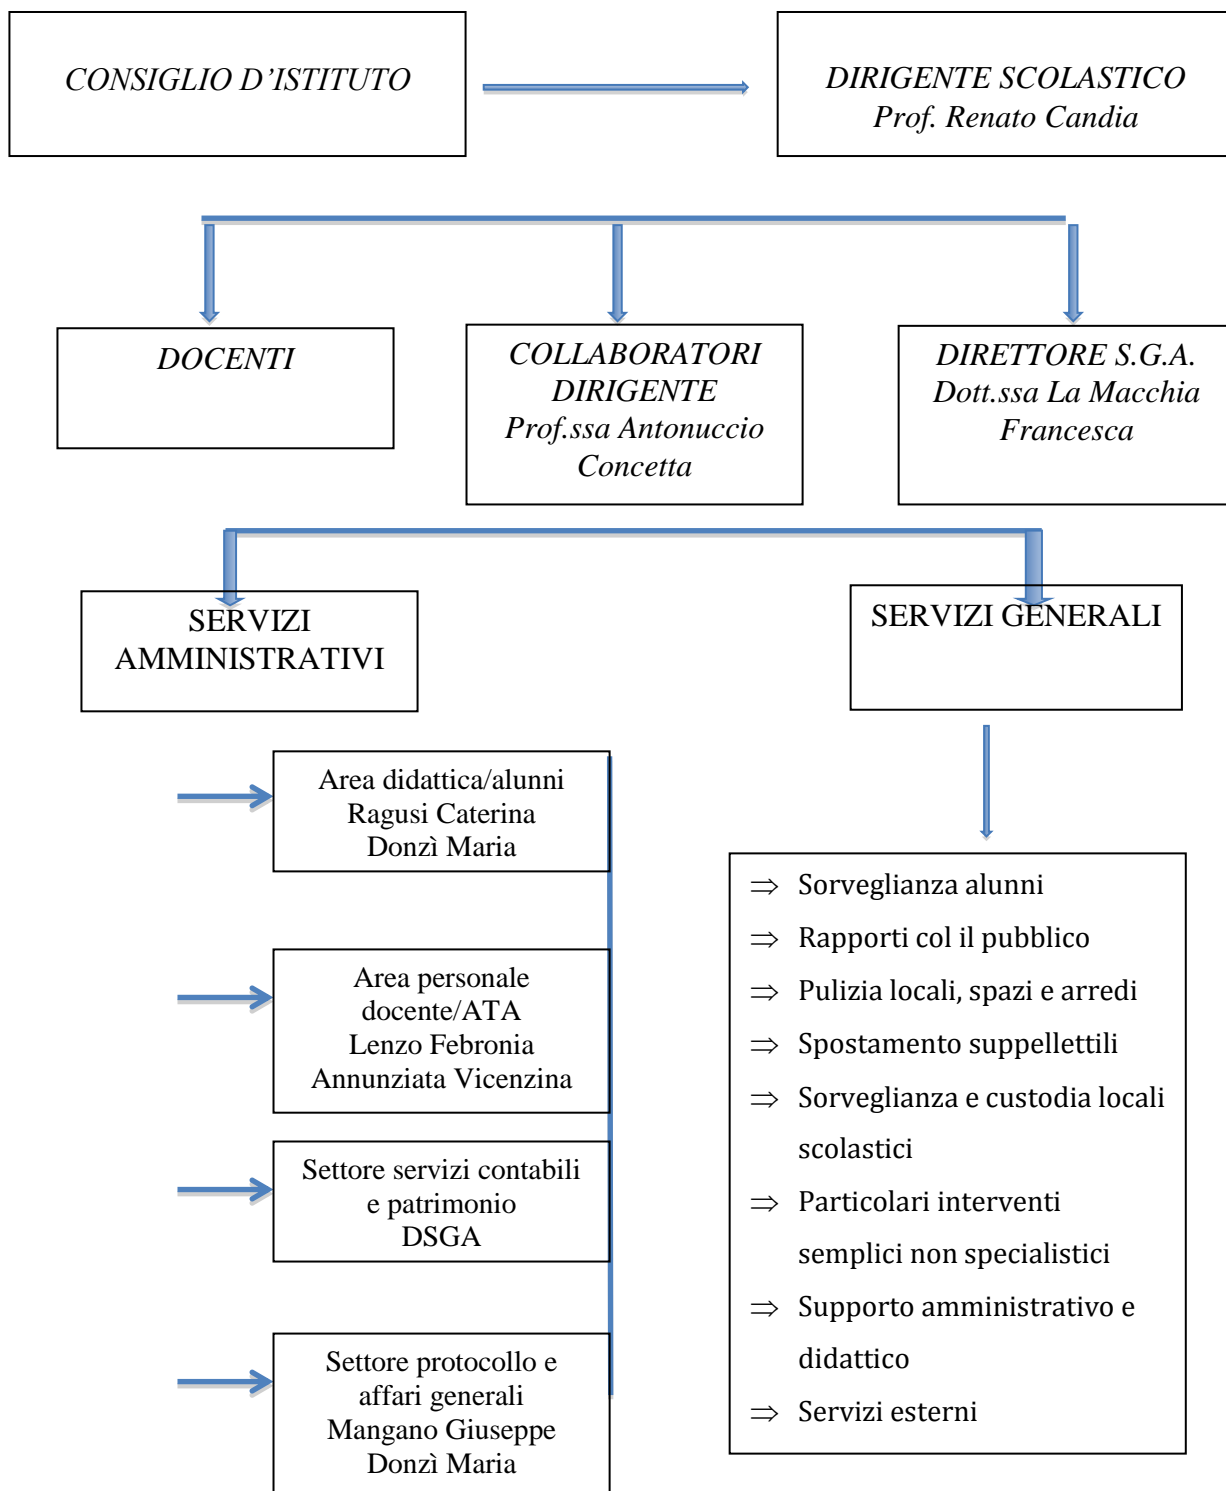 CONSIGLIO D’ISTITUTO
DIRIGENTE SCOLASTICO
Prof. Renato Candia
DOCENTI
COLLABORATORI
DIRIGENTE
Prof.ssa Antonuccio
Concetta
DIRETTORE S.G.A.
Dott.ssa La Macchia
Francesca
SERVIZI
AMMINISTRATIVI
SERVIZI GENERALI
Area didattica/alunni
Ragusi Caterina
Donzì Maria
Area personale
docente/ATA
Lenzo Febronia
Annunziata Vicenzina
Settore servizi contabili
e patrimonio
DSGA
Settore protocollo e
affari generali
Mangano Giuseppe
Donzì Maria
⇒ Sorveglianza alunni
⇒ Rapporti col il pubblico
⇒ Pulizia locali, spazi e arredi
⇒ Spostamento suppellettili
⇒ Sorveglianza e custodia locali
scolastici
⇒ Particolari interventi
semplici non specialistici
⇒ Supporto amministrativo e
didattico
⇒ Servizi esterni